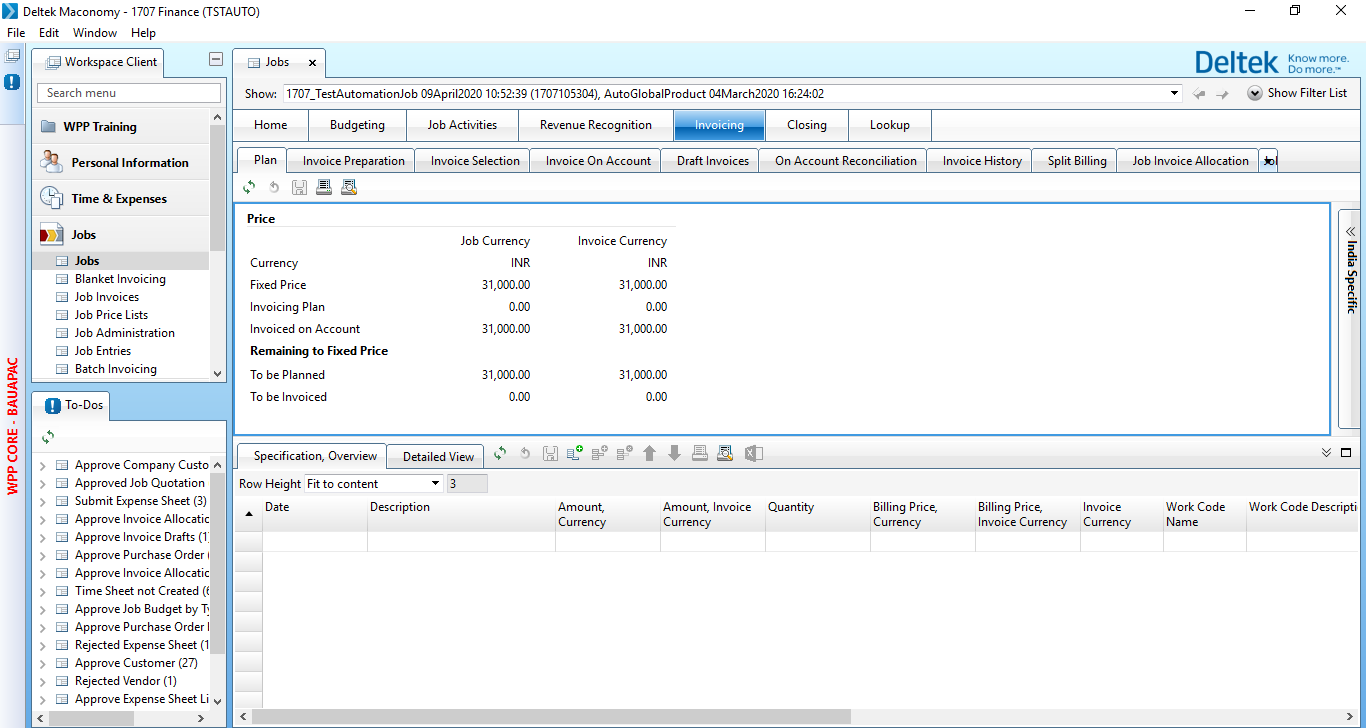 Deltek Maconomy - 1707 Finance (TSTAUTO)
File Edit Window Help
WPP CORE - BAUAPAC
Workspace Client
Search menu
WPP Training
Personal Information
Time & Expenses
Jobs
Jobs
Blanket Invoicing
Job Invoices
Job Price Lists
Job Administration
Job Entries
Batch Invoicing
To-Dos
Approve Company Custo
Approved Job Quotation
Submit Expense Sheet (3)
Approve Invoice Allocatic
Approve Invoice Drafts (1
Approve Purchase Order
Approve Invoice Allocatic
Time Sheet not Created (6
Approve Job Budget by Ty
Approve Purchase Order
Rejected Expense Sheet (1
Approve Customer (27)
Rejected Vendor (1)
Approve Expense Sheet Li
Jobs
Deltek Know more.
Do more.™
Show: 1707_TestAutomationJob 09April2020 10:52:39 (1707105304), AutoGlobalProduct 04March2020 16:24:02 Show Filter List
Home Budgeting Job Activities Revenue Recognition Invoicing Closing Lookup
Plan Invoice Preparation Invoice Selection Invoice On Account Draft Invoices On Account Reconciliation Invoice History Split Billing Job Invoice Allocation
Price
Job Currency Invoice Currency
Currency INR INR
Fixed Price 31,000.00 31,000.00
Invoicing Plan 0.00 0.00
Invoiced on Account 31,000.00 31,000.00
Remaining to Fixed Price
To be Planned 31,000.00 31,000.00
To be Invoiced 0.00 0.00
India Specific
Specification, Overview Detailed View
Row Height Fit to content 3
Date Description Amount, Amount, Invoice Quantity Billing Price, Billing Price, Invoice Work Code Work Code Descripti
Currency Currency Currency Invoice Currency Currency Name